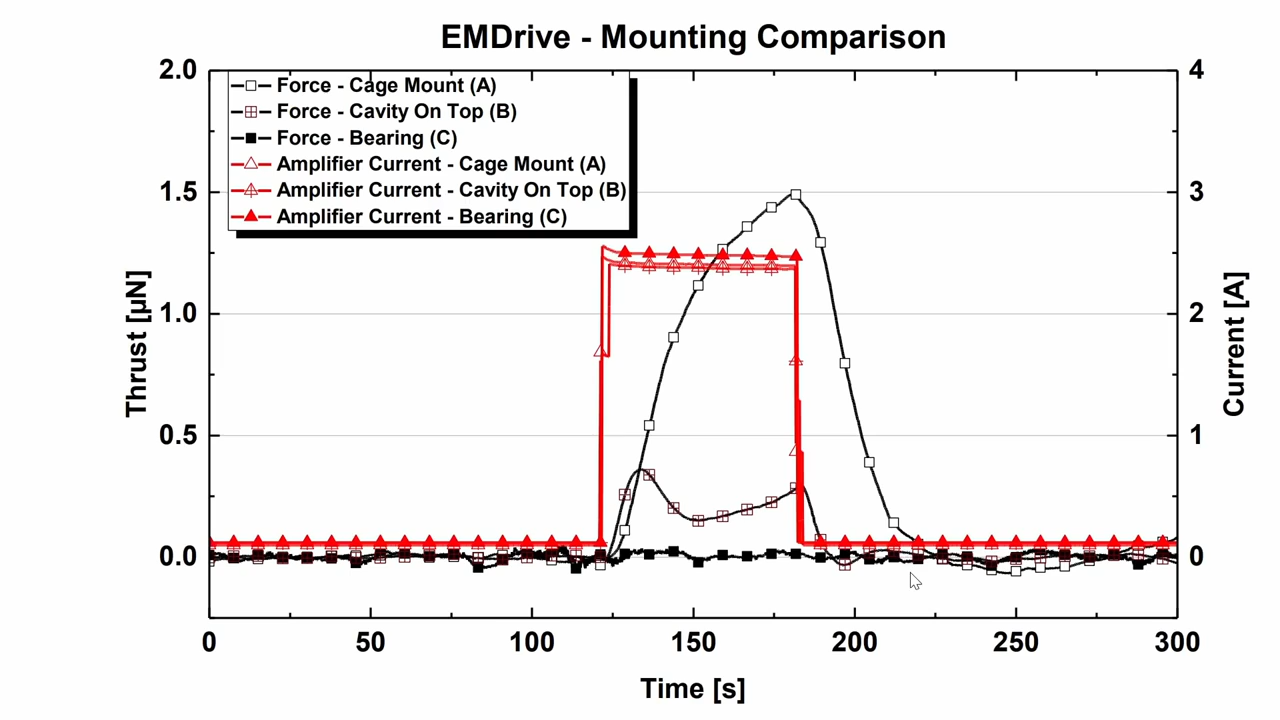 EMDrive - Mounting Comparison
2.0
1.5
1.0
0.5
0.0
Thrust [µN]
Force - Cage Mount (A)
Force - Cavity On Top (B)
Force - Bearing (C)
Amplifier Current - Cage Mount (A)
Amplifier Current - Cavity On Top (B)
Amplifier Current - Bearing (C)
4
3
2
1
0
Current [A]
0 50 100 150 200 250 300
Time [s]